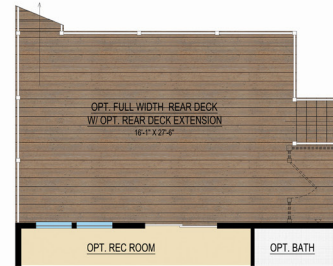 OPT. FULL WIDTH REAR DECK
W/ OPT. REAR DECK EXTENSION
16'-1" X 27'-6"
OPT. REC ROOM
OPT. BATH